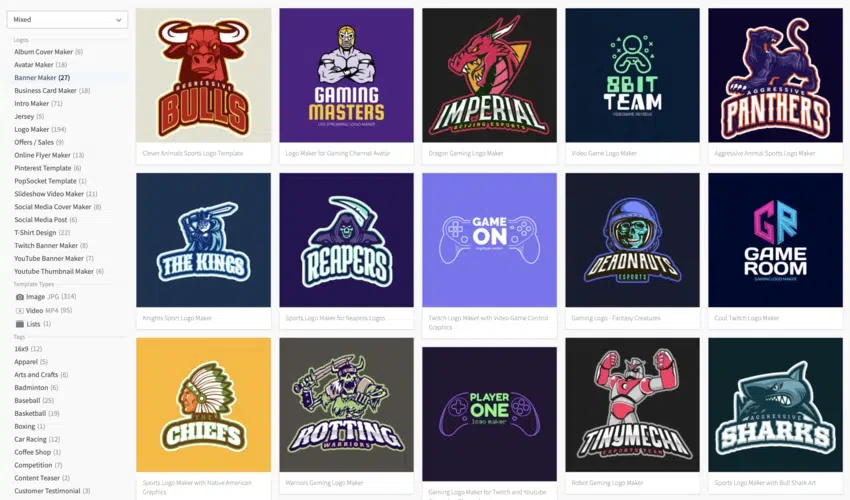 Mixed
Logos
Album Cover Maker (6)
Avatar Maker (18)
Banner Maker (27)
Business Card Maker (18)
Intro Maker (71)
Jersey (5)
Logo Maker (194)
Offers / Sales (9)
Online Flyer Maker (13)
Pinterest Template (6)
PopSocket Template (1)
Slideshow Video Maker (21)
Social Media Cover Maker (8)
Social Media Post (6)
T-Shirt Design (22)
Twitch Banner Maker (8)
YouTube Banner Maker (7)
Youtube Thumbnail Maker (6)
Template Types
Image JPG (314)
Video MP4 (95)
Lists (1)
Tags
16x9 (12)
Apparel (5)
Arts and Crafts (6)
Badminton (6)
Baseball (25)
Basketball (19)
Boxing (1)
Car Racing (12)
Coffee Shop (1)
Competition (7)
Content Teaser (2)
Customer Testimonial (3)
AGGRESSIVE
BULLS
Clever Animals Sports Logo Template
GAMING
MASTERS
LIVE STREAMING LOGO MAKER
Logo Maker for Gaming Channel Avatar
IMPERIAL
BEIJING ESPORTS
Dragon Gaming Logo Maker
8BIT
TEAM
VIDEOGAME REVIEWS
Video Game Logo Maker
AGGRESSIVE
PANTHERS
Aggressive Animal Sports Logo Maker
THE KINGS
Knights Sport Logo Maker
REAPERS
Sports Logo Maker for Reapers Logos
GAME
ON
Twitch Logo Maker with Video Game Control
Graphics
DEADNAUTS
ESPORTS
Gaming Logo - Fantasy Creatures
GR
GAME
ROOM
GAMING LOGO MAKER
Cool Twitch Logo Maker
THE
CHIEFS
Sports Logo Maker with Native American
Graphics
ROTTING
WARRIORS
Warriors Gaming Logo Maker
PLAYER
ONE
logo maker
Gaming Logo Maker for Twitch and Youtube
TINYMECHA
ESPORTS TEAM
Robot Gaming Logo Maker
AGGRESSIVE
SHARKS
Sports Logo Maker with Bull Shark Art